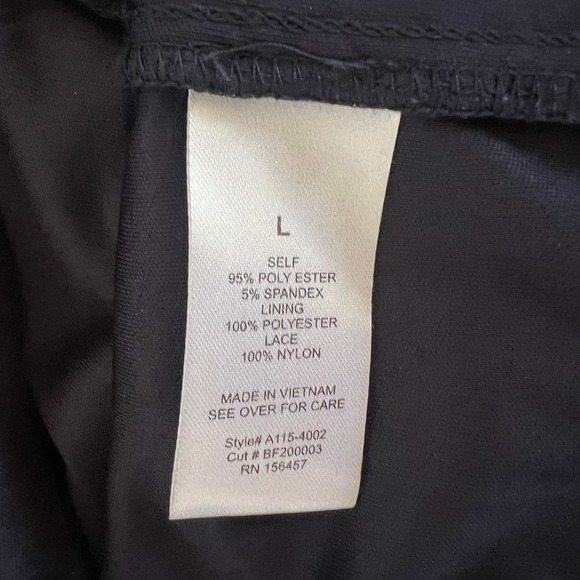 L
SELF
95% POLY ESTER
5% SPANDEX
LINING
100% POLYESTER
LACE
100% NYLON
MADE IN VIETNAM
SEE OVER FOR CARE
Style# A115-4002
Cut # BF200003
RN 156457